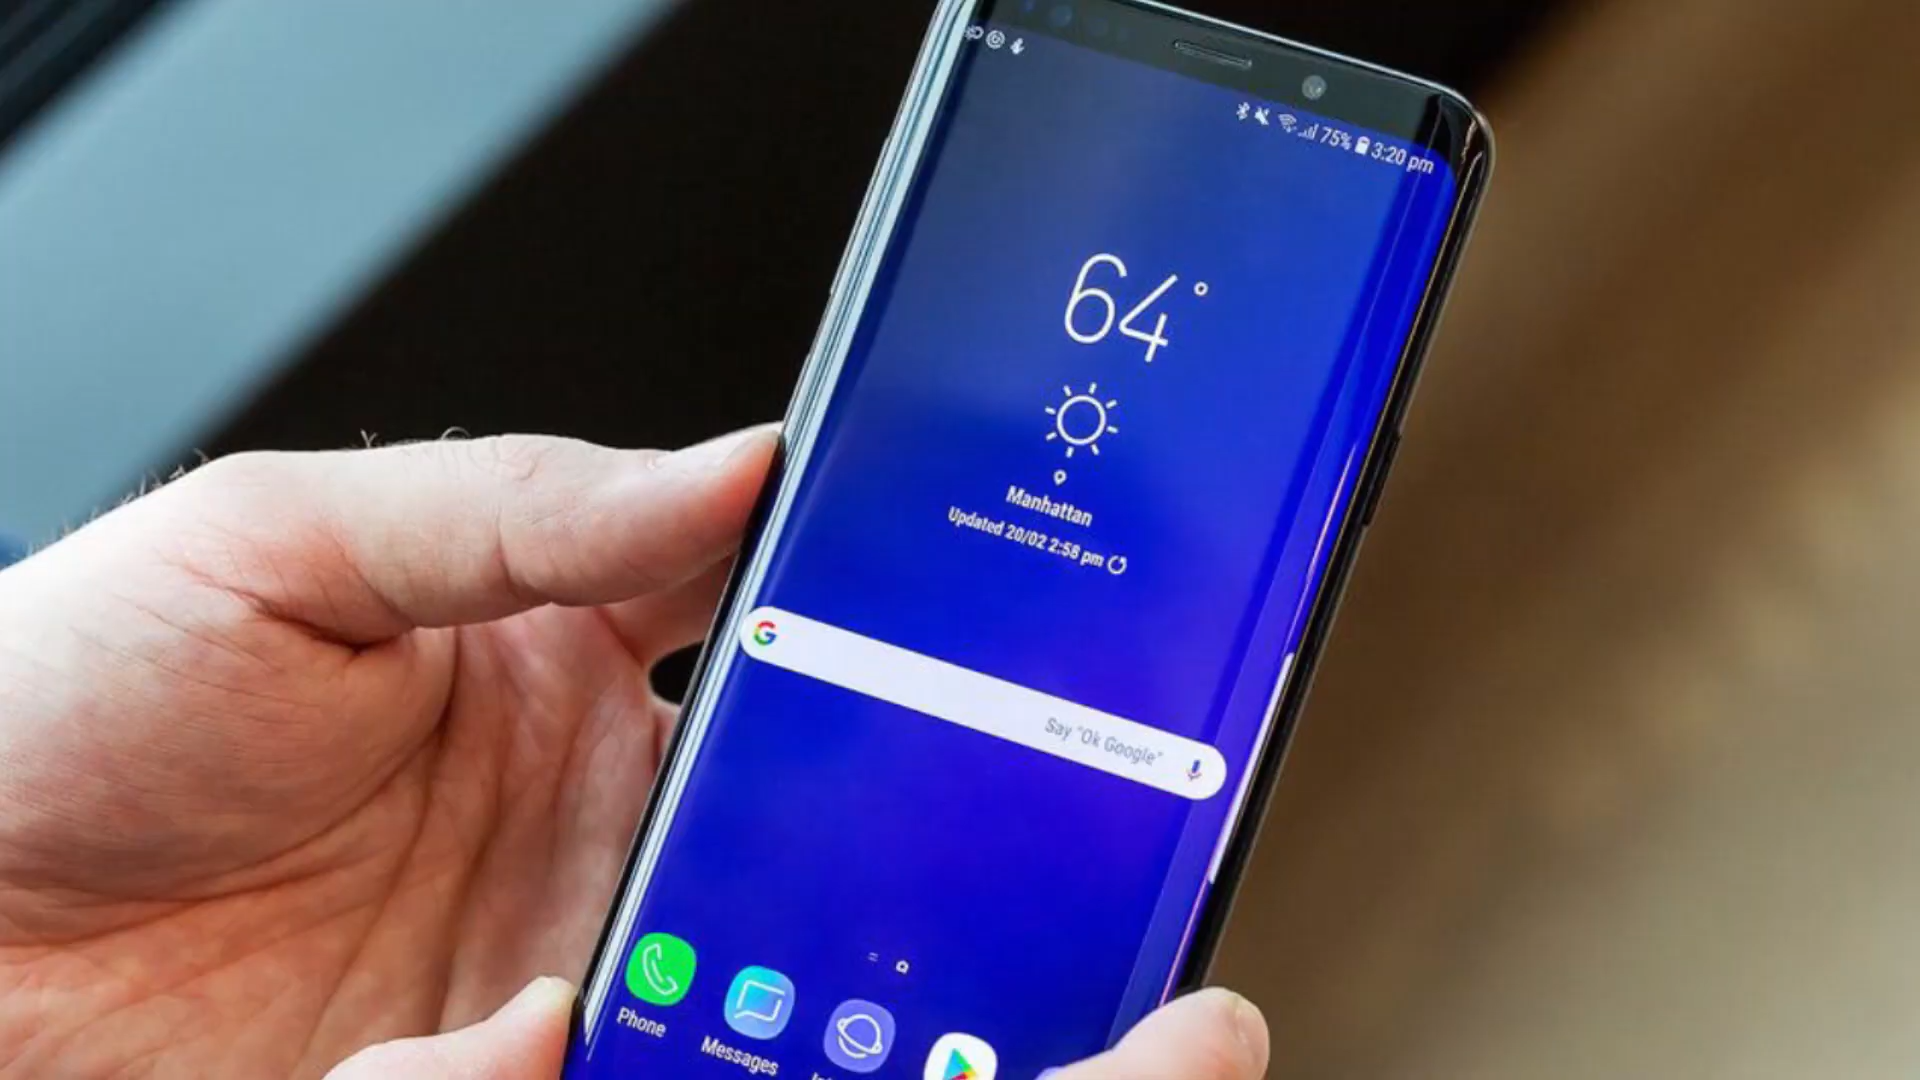 75% 3:20 pm
64°
Manhattan
Updated 20/02 2:58 pm
G
Say "Ok Google"
Phone
Messages